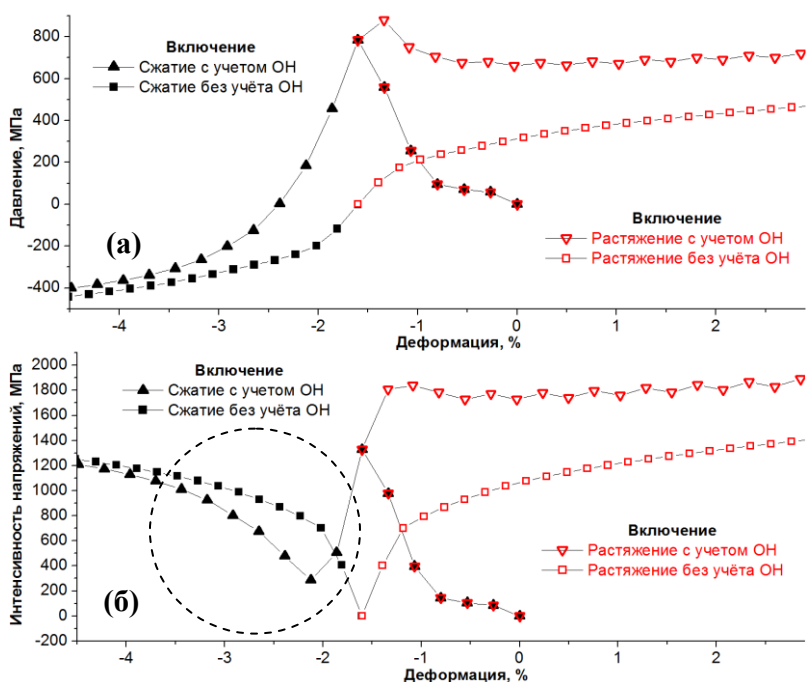 (а)
800
600
400
200
0
-200
-400
Давление, МПа
Включение
Сжатие с учетом ОН
Сжатие без учёта ОН
Включение
Растяжение с учетом ОН
Растяжение без учёта ОН
(а)
-4 -3 -2 -1 0 1 2
Деформация, %
2000
1800
1600
1400
1200
1000
800
600
400
200
0
-200
Интенсивность напряжений, МПа
Включение
Сжатие с учетом ОН
Сжатие без учёта ОН
Включение
Растяжение с учетом ОН
Растяжение без учёта ОН
(б)
-4 -3 -2 -1 0 1 2
Деформация, %